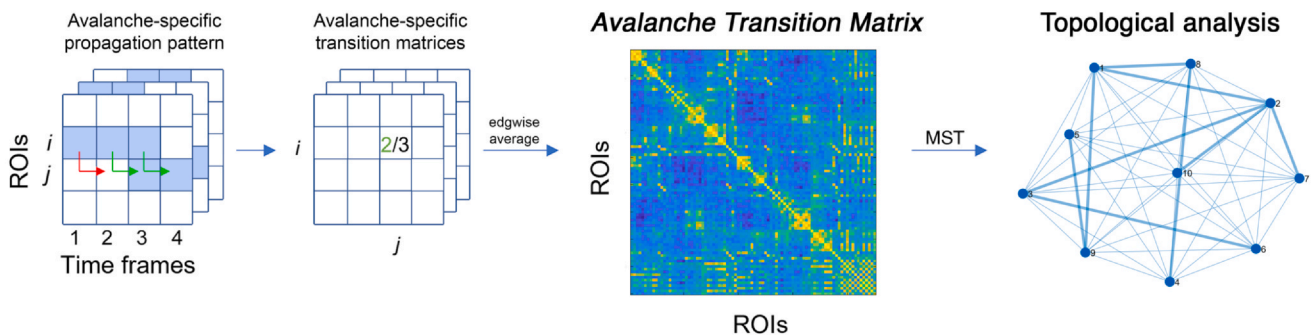 Avalanche-specific
propagation pattern
ROIs
i
j
1 2 3 4
Time frames
Avalanche-specific
transition matrices
i
2/3
j
edgwise
average
Avalanche Transition Matrix
ROIs
ROIs
MST
Topological analysis
1
8
2
5
10
7
3
9
6
4